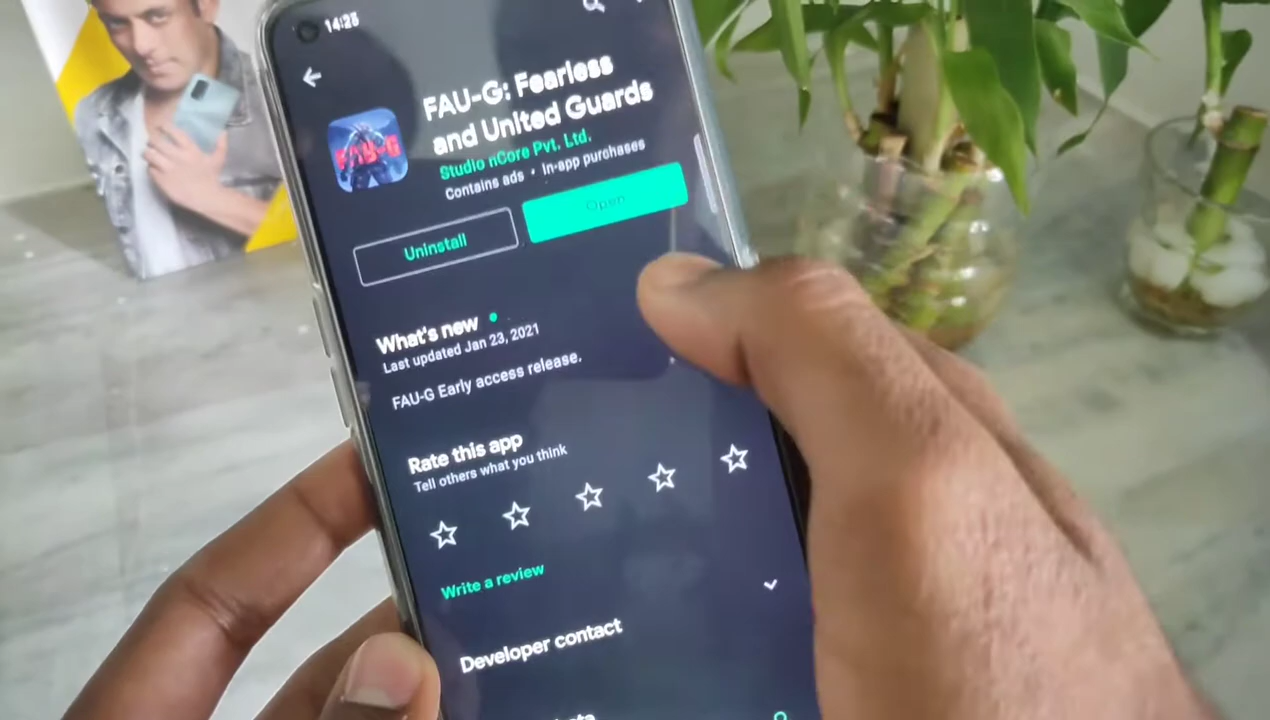 14:25
FAU-G: Fearless
and United Guards
FAU-G
Studio nCore Pvt. Ltd.
Contains ads • In-app purchases
Uninstall
Open
What's new
Last updated Jan 23, 2021
FAU-G Early access release.
Rate this app
Tell others what you think
Write a review
Developer contact